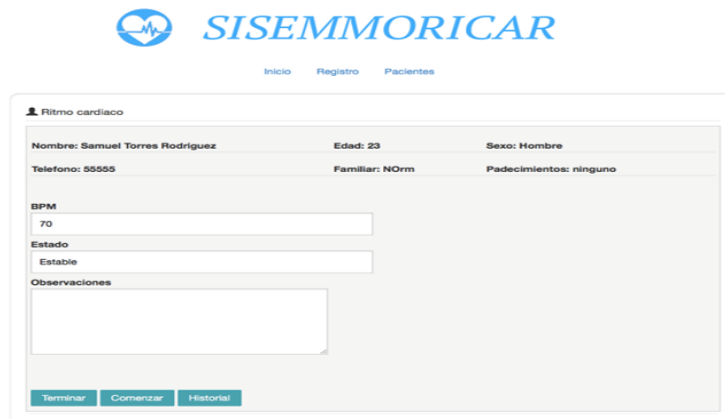 SISEMMORICAR
Inicio Registro Pacientes
Ritmo cardiaco
Nombre: Samuel Torres Rodriguez Edad: 23 Sexo: Hombre
Telefono: 55555 Familiar: NOrm Padecimientos: ninguno
BPM
70
Estado
Estable
Observaciones
Terminar Comenzar Historial